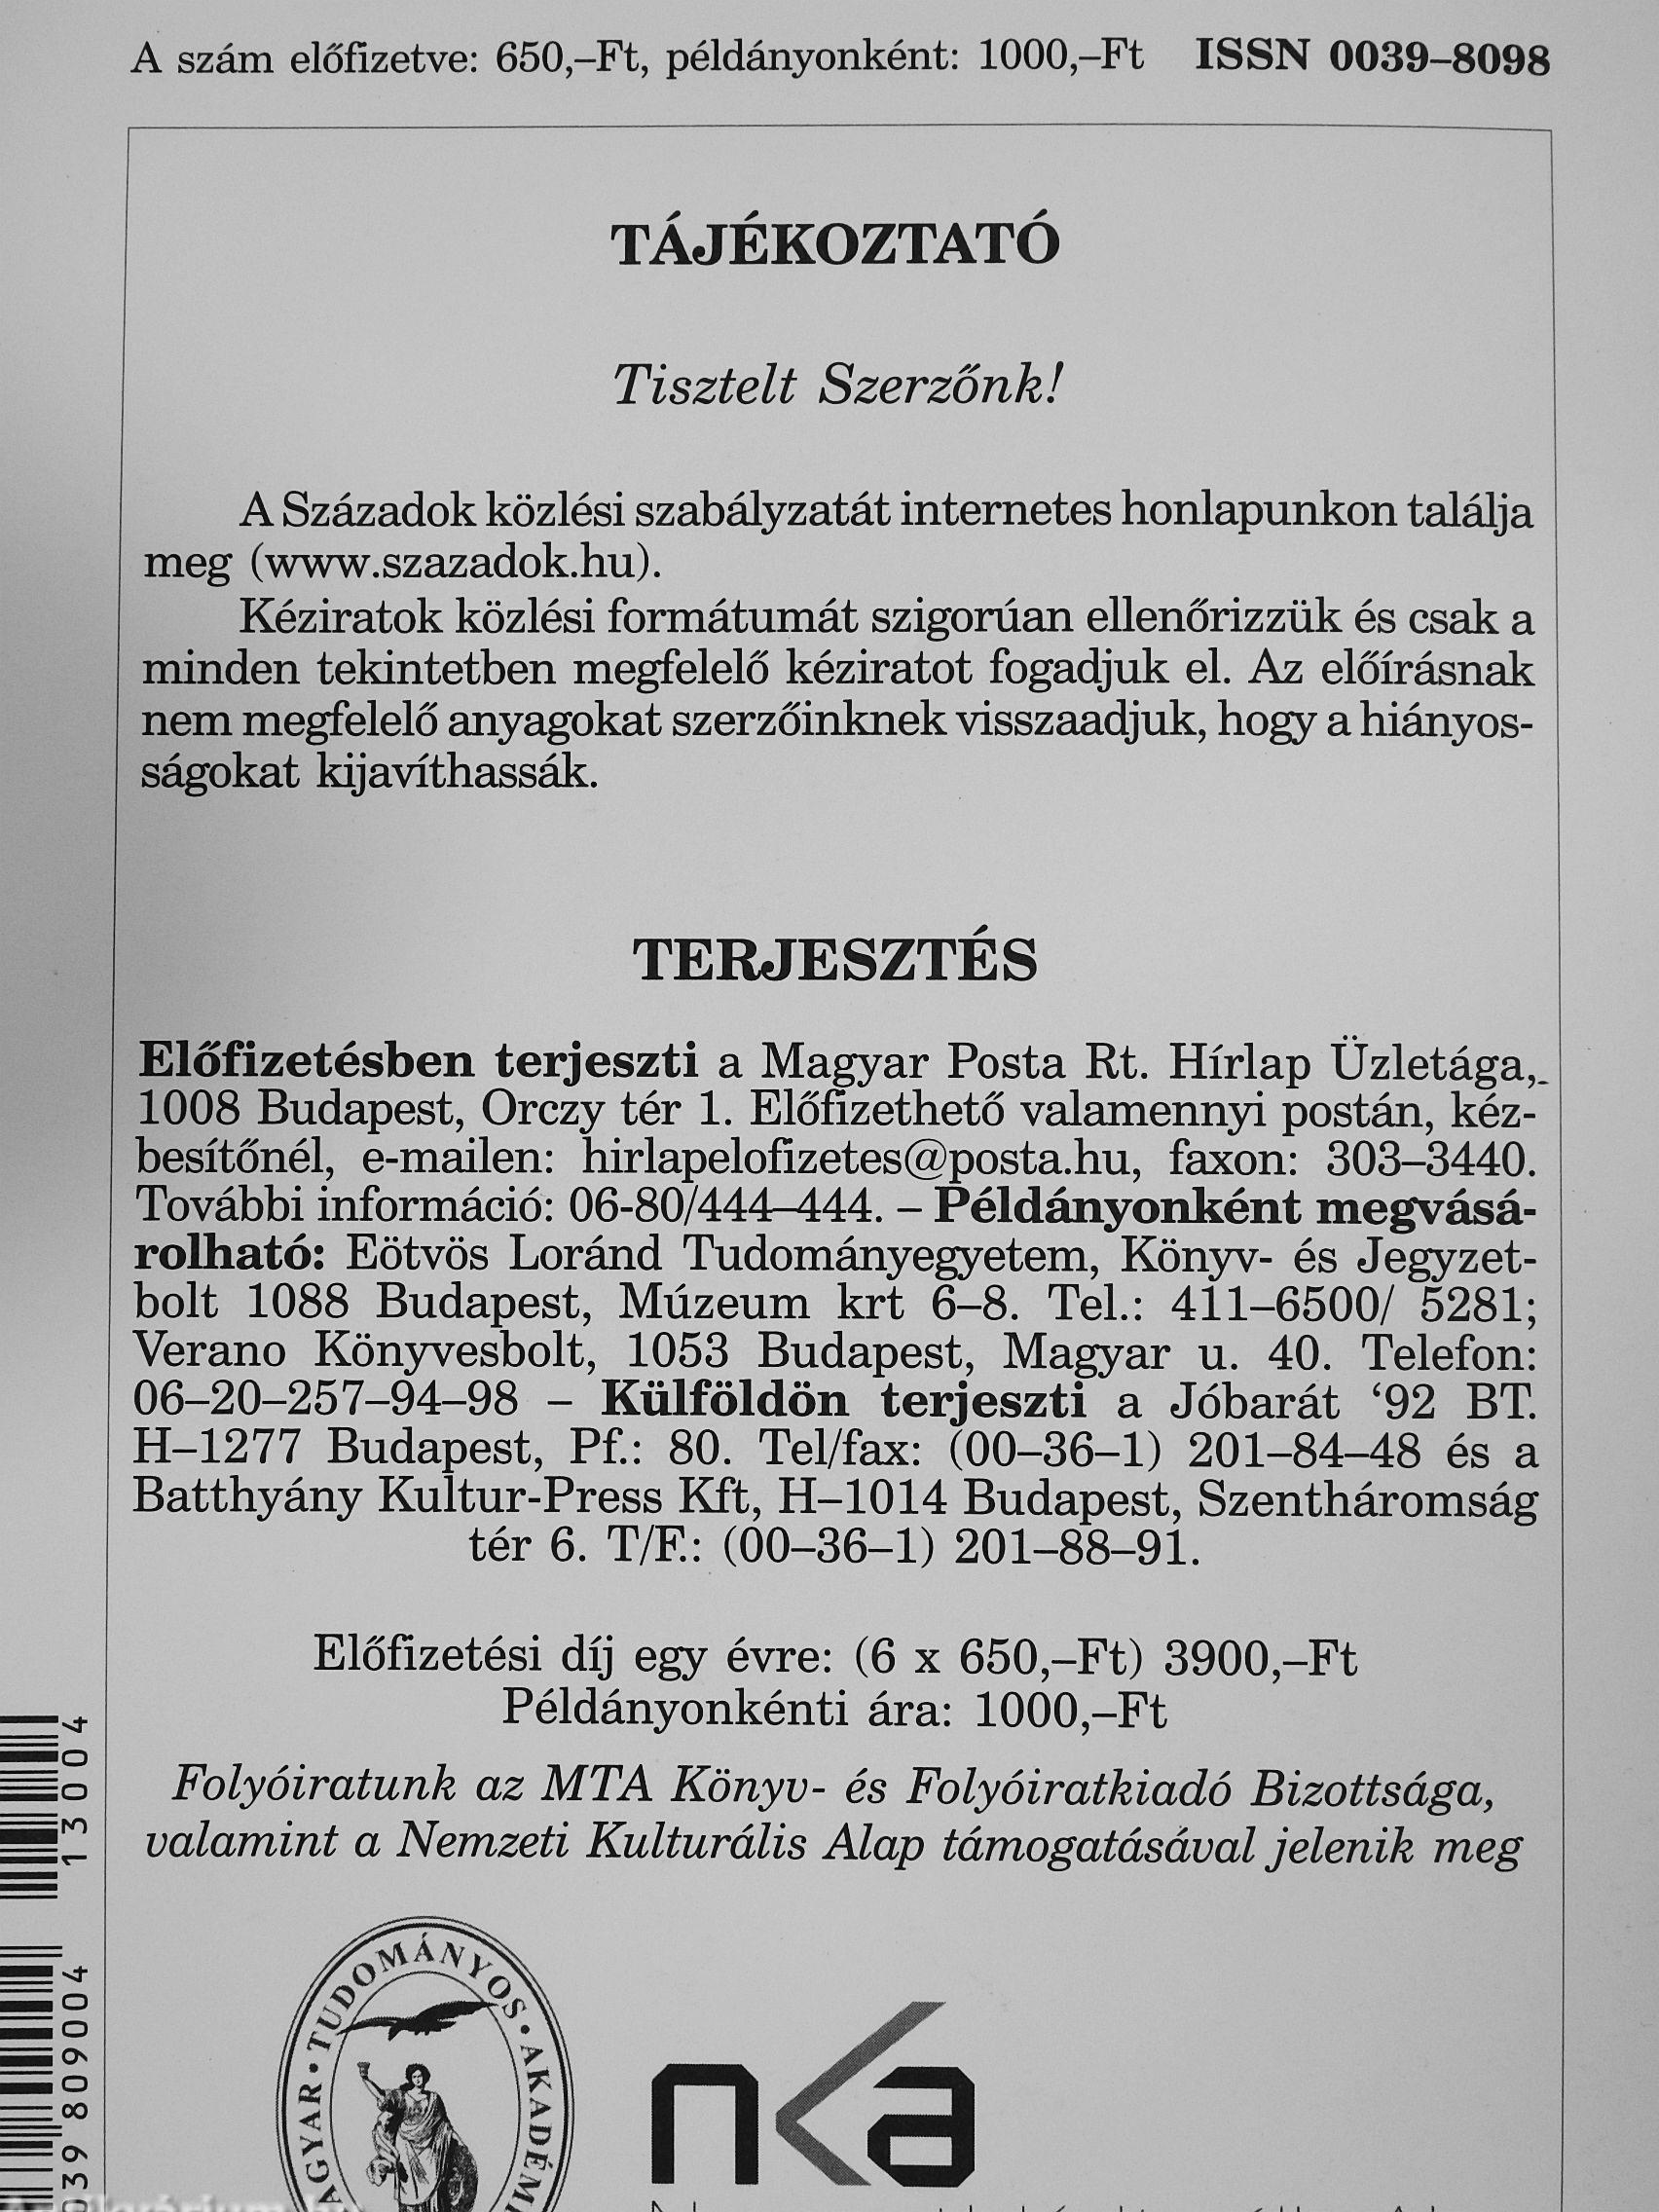 A szám előfizetve: 650,–Ft, példányonként: 1000,–Ft ISSN 0039–8098
TÁJÉKOZTATÓ
Tisztelt Szerzőnk!
A Századok közlési szabályzatát internetes honlapunkon találja
meg (www.szazadok.hu).
Kéziratok közlési formátumát szigorúan ellenőrizzük és csak a
minden tekintetben megfelelő kéziratot fogadjuk el. Az előírásnak
nem megfelelő anyagokat szerzőinknek visszaadjuk, hogy a hiányos-
ságokat kijavíthassák.
TERJESZTÉS
Előfizetésben terjeszti a Magyar Posta Rt. Hírlap Üzletága,
1008 Budapest, Orczy tér 1. Előfizethető valamennyi postán, kéz-
besítőnél, e-mailen: hirlapelofizetes@posta.hu, faxon: 303–3440.
További információ: 06-80/444–444. – Példányonként megvásá-
rolható: Eötvös Loránd Tudományegyetem, Könyv- és Jegyzet-
bolt 1088 Budapest, Múzeum krt 6–8. Tel.: 411–6500/ 5281;
Verano Könyvesbolt, 1053 Budapest, Magyar u. 40. Telefon:
06–20–257–94–98 – Külföldön terjeszti a Jóbarát ‘92 BT.
H–1277 Budapest, Pf.: 80. Tel/fax: (00–36–1) 201–84–48 és a
Batthyány Kultur-Press Kft, H–1014 Budapest, Szentháromság
tér 6. T/F.: (00–36–1) 201–88–91.
Előfizetési díj egy évre: (6 x 650,–Ft) 3900,–Ft
Példányonkénti ára: 1000,–Ft
Folyóiratunk az MTA Könyv- és Folyóiratkiadó Bizottsága,
valamint a Nemzeti Kulturális Alap támogatásával jelenik meg
13004
039 809004
AGYAR • TUDOMÁNYOS • AKADÉM
nka